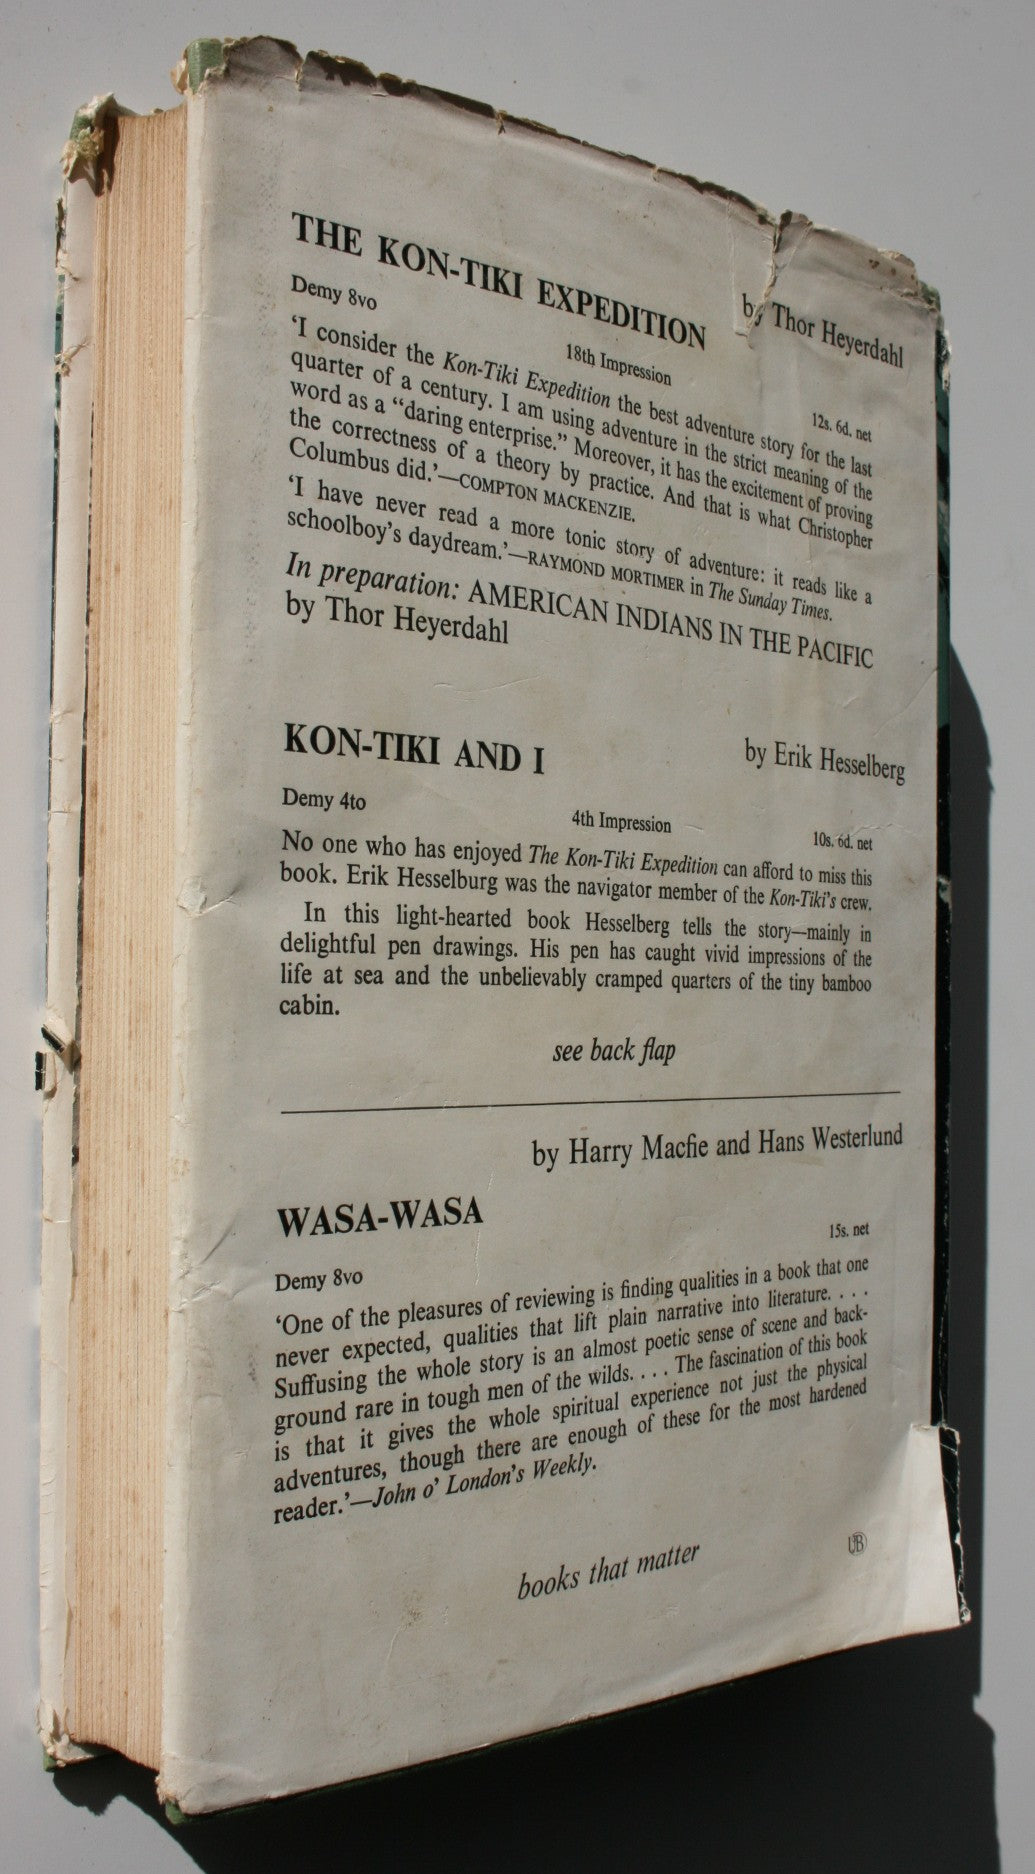 THE KON-TIKI EXPEDITION by Thor Heyerdahl
Demy 8vo 18th Impression 12s. 6d. net
‘I consider the Kon-Tiki Expedition the best adventure story for the last
quarter of a century. I am using adventure in the strict meaning of the
word as a “daring enterprise.” Moreover, it has the excitement of proving
the correctness of a theory by practice. And that is what Christopher
Columbus did.’—COMPTON MACKENZIE.
‘I have never read a more tonic story of adventure: it reads like a
schoolboy’s daydream.’—RAYMOND MORTIMER in The Sunday Times.
In preparation: AMERICAN INDIANS IN THE PACIFIC
by Thor Heyerdahl
KON-TIKI AND I by Erik Hesselberg
Demy 4to 4th Impression 10s. 6d. net
No one who has enjoyed The Kon-Tiki Expedition can afford to miss this
book. Erik Hesselburg was the navigator member of the Kon-Tiki’s crew.
In this light-hearted book Hesselberg tells the story—mainly in
delightful pen drawings. His pen has caught vivid impressions of the
life at sea and the unbelievably cramped quarters of the tiny bamboo
cabin.
see back flap
by Harry Macfie and Hans Westerlund
WASA-WASA
Demy 8vo 15s. net
‘One of the pleasures of reviewing is finding qualities in a book that one
never expected, qualities that lift plain narrative into literature. . . .
Suffusing the whole story is an almost poetic sense of scene and back-
ground rare in tough men of the wilds. . . . The fascination of this book
is that it gives the whole spiritual experience not just the physical
adventures, though there are enough of these for the most hardened
reader.’—John o’ London’s Weekly.
books that matter
UB